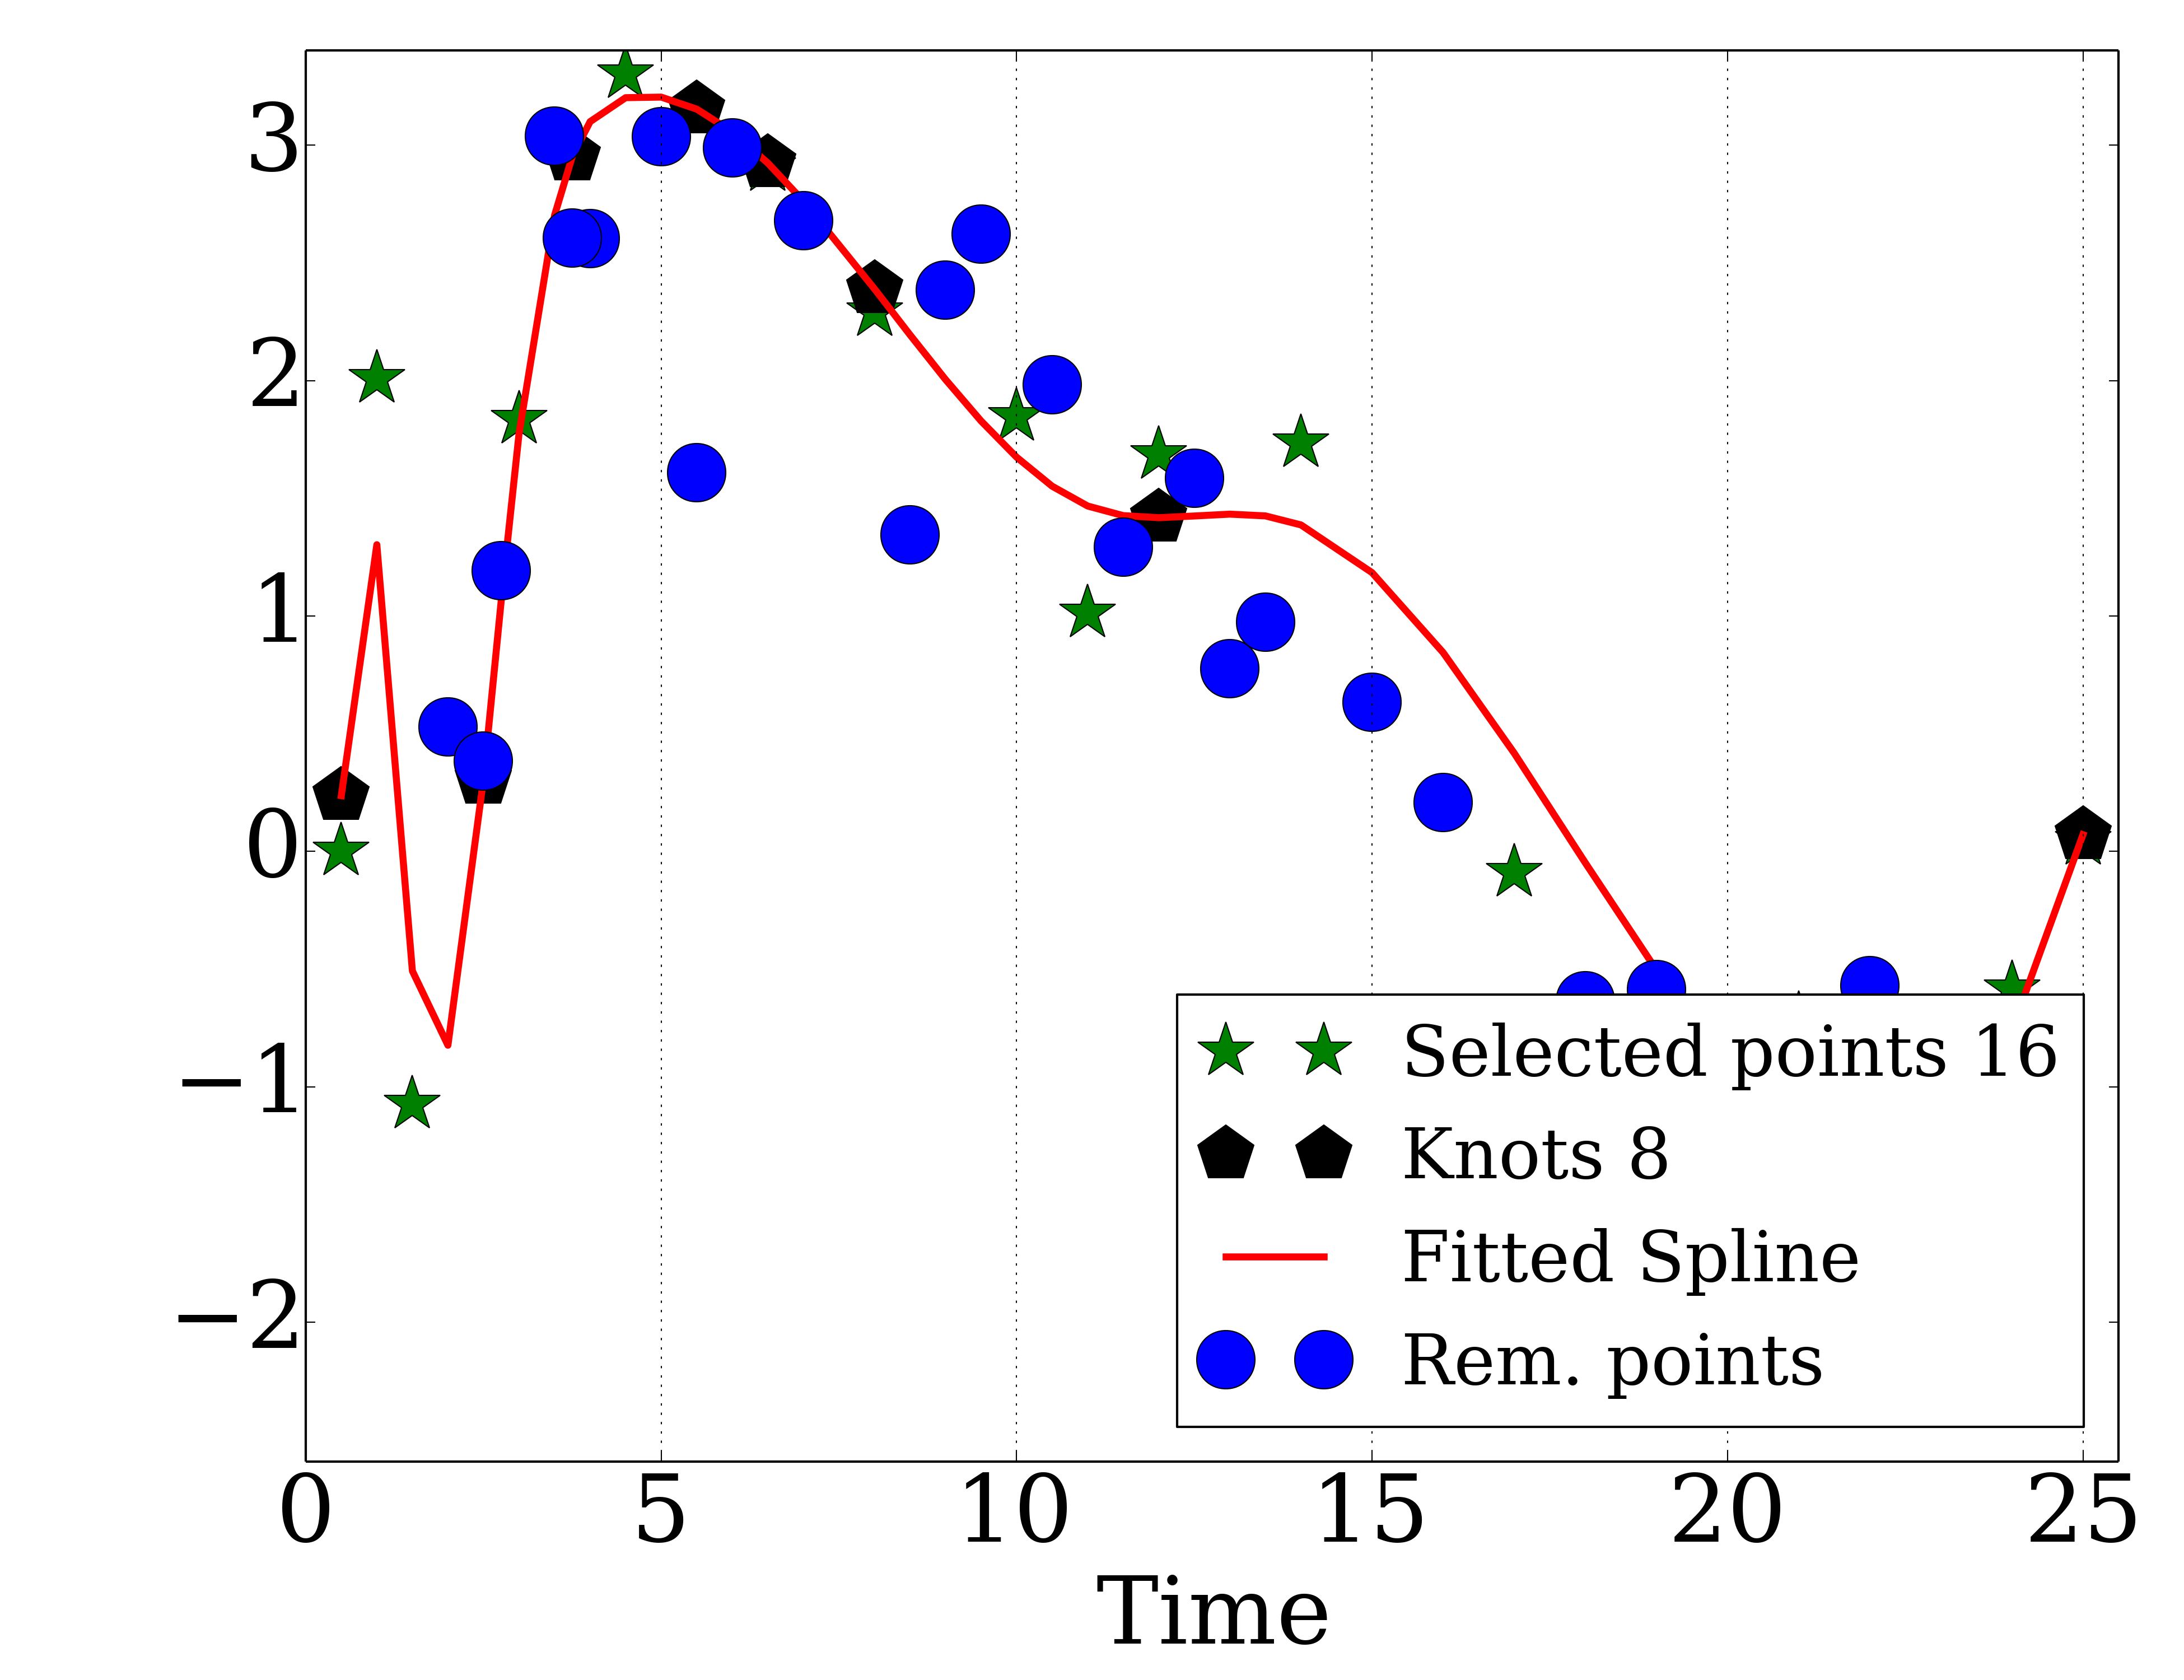 3
2
1
0
−1
−2
Selected points 16
Knots 8
Fitted Spline
Rem. points
0 5 10 15 20 25
Time